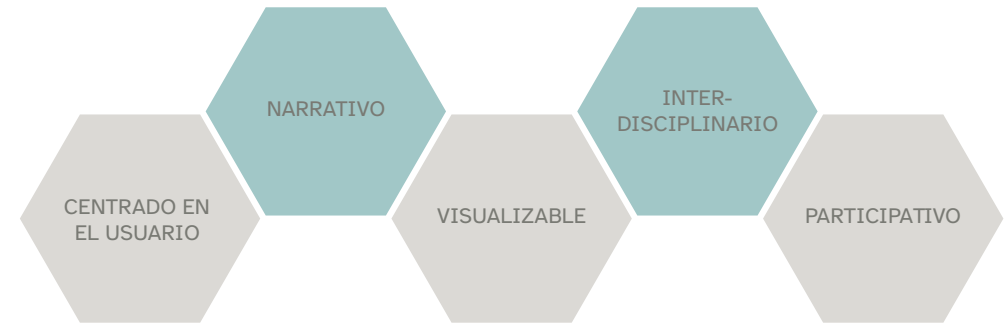 CENTRADO EN
EL USUARIO
NARRATIVO
VISUALIZABLE
INTER-
DISCIPLINARIO
PARTICIPATIVO